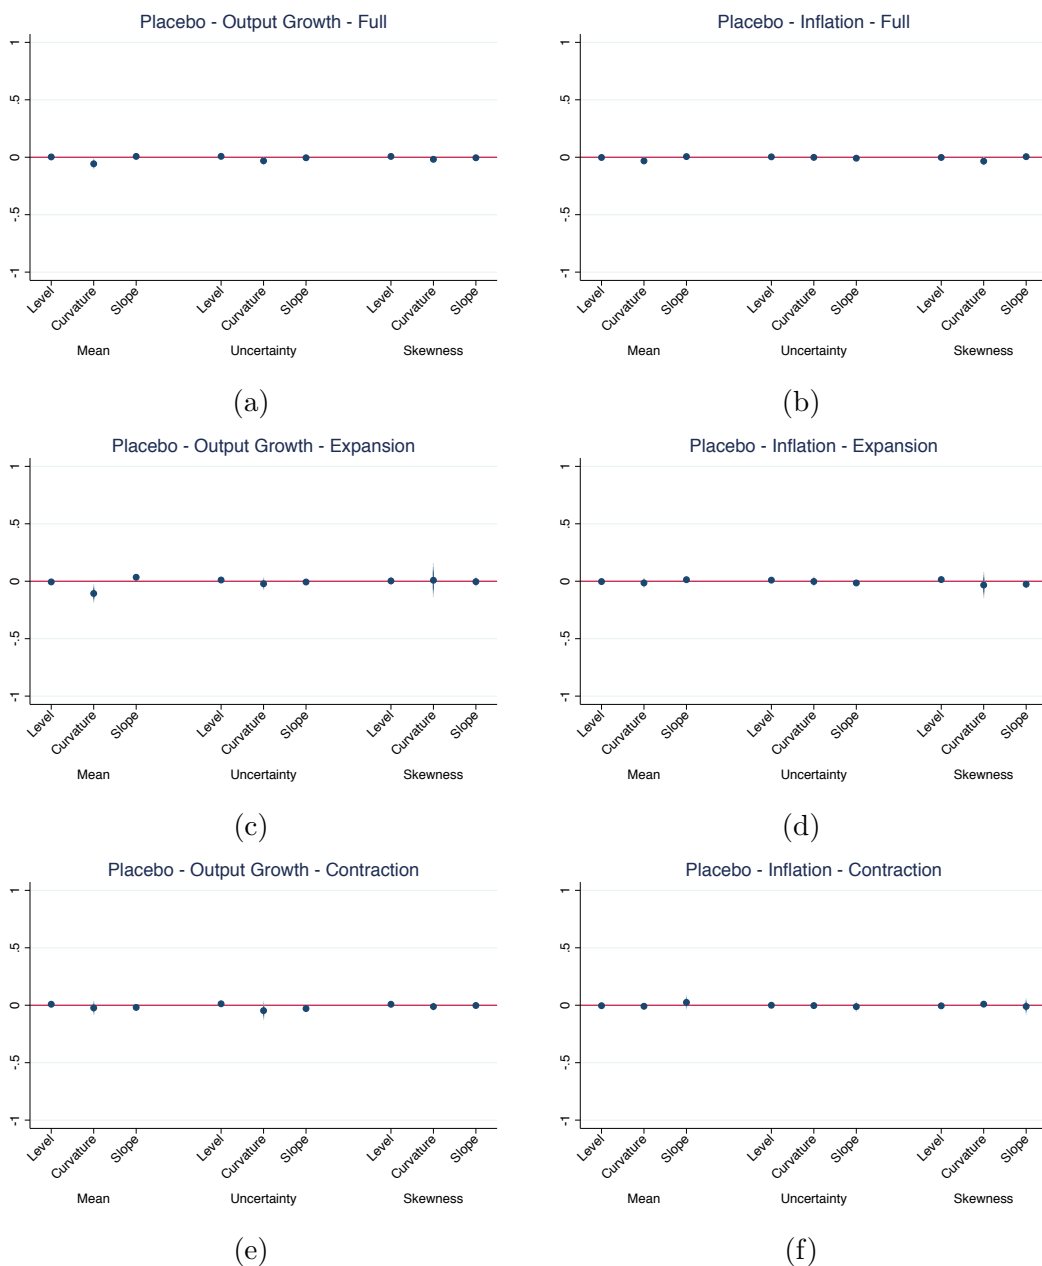 Placebo - Output Growth - Full
1
.5
0
-.5
-1
Level Curvature Slope Level Curvature Slope Level Curvature Slope
Mean Uncertainty Skewness
(a)
Placebo - Inflation - Full
1
.5
0
-.5
-1
Level Curvature Slope Level Curvature Slope Level Curvature Slope
Mean Uncertainty Skewness
(b)
Placebo - Output Growth - Expansion
1
.5
0
-.5
-1
Level Curvature Slope Level Curvature Slope Level Curvature Slope
Mean Uncertainty Skewness
(c)
Placebo - Inflation - Expansion
1
.5
0
-.5
-1
Level Curvature Slope Level Curvature Slope Level Curvature Slope
Mean Uncertainty Skewness
(d)
Placebo - Output Growth - Contraction
1
.5
0
-.5
-1
Level Curvature Slope Level Curvature Slope Level Curvature Slope
Mean Uncertainty Skewness
(e)
Placebo - Inflation - Contraction
1
.5
0
-.5
-1
Level Curvature Slope Level Curvature Slope Level Curvature Slope
Mean Uncertainty Skewness
(f)